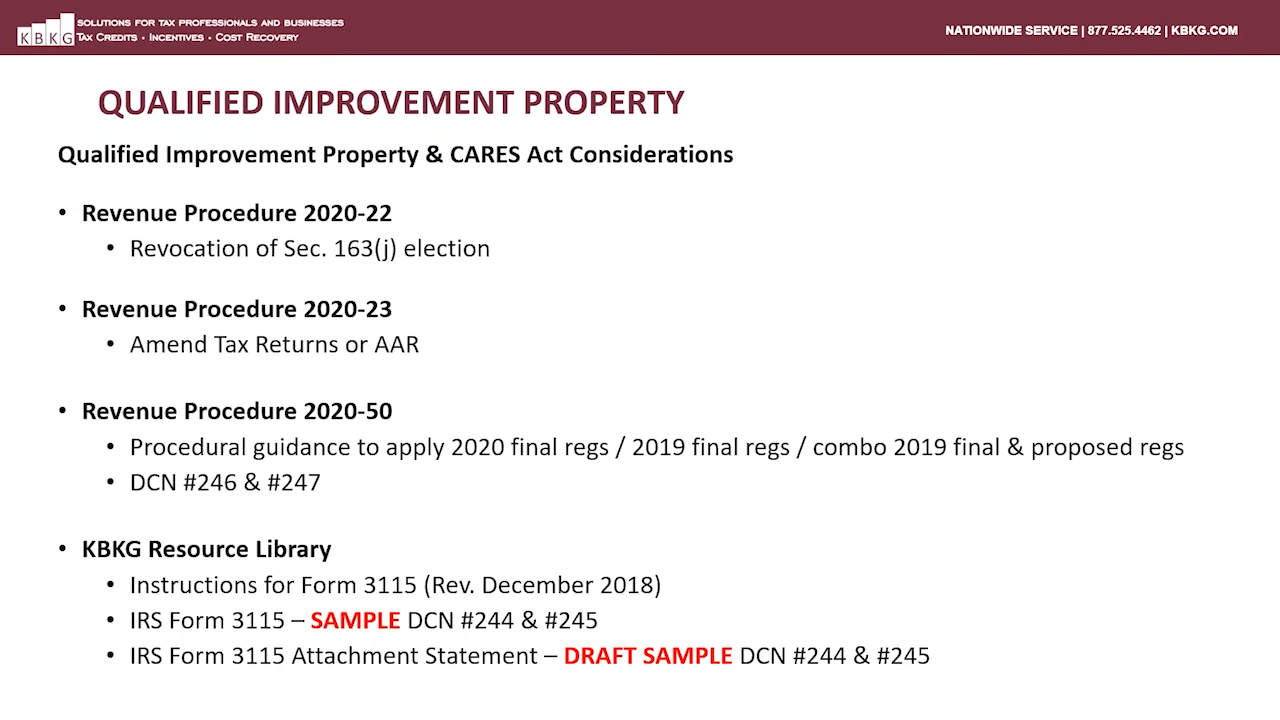 KBKG
SOLUTIONS FOR TAX PROFESSIONALS AND BUSINESSES
TAX CREDITS • INCENTIVES • COST RECOVERY
NATIONWIDE SERVICE | 877.525.4462 | KBKG.COM
QUALIFIED IMPROVEMENT PROPERTY
Qualified Improvement Property & CARES Act Considerations
• Revenue Procedure 2020-22
• Revocation of Sec. 163(j) election
• Revenue Procedure 2020-23
• Amend Tax Returns or AAR
• Revenue Procedure 2020-50
• Procedural guidance to apply 2020 final regs / 2019 final regs / combo 2019 final & proposed regs
• DCN #246 & #247
• KBKG Resource Library
• Instructions for Form 3115 (Rev. December 2018)
• IRS Form 3115 – SAMPLE DCN #244 & #245
• IRS Form 3115 Attachment Statement – DRAFT SAMPLE DCN #244 & #245